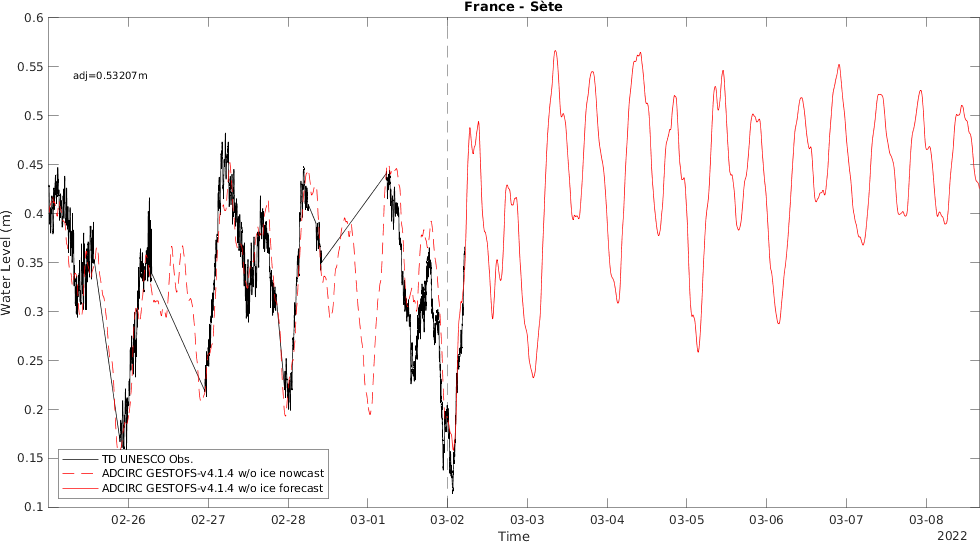 France - Sète
0.6
0.55
0.5
0.45
0.4
0.35
0.3
0.25
0.2
0.15
0.1
Water Level (m)
adj=0.53207m
TD UNESCO Obs.
ADCIRC GESTOFS-v4.1.4 w/o ice nowcast
ADCIRC GESTOFS-v4.1.4 w/o ice forecast
02-26 02-27 02-28 03-01 03-02 03-03 03-04 03-05 03-06 03-07 03-08
Time
2022